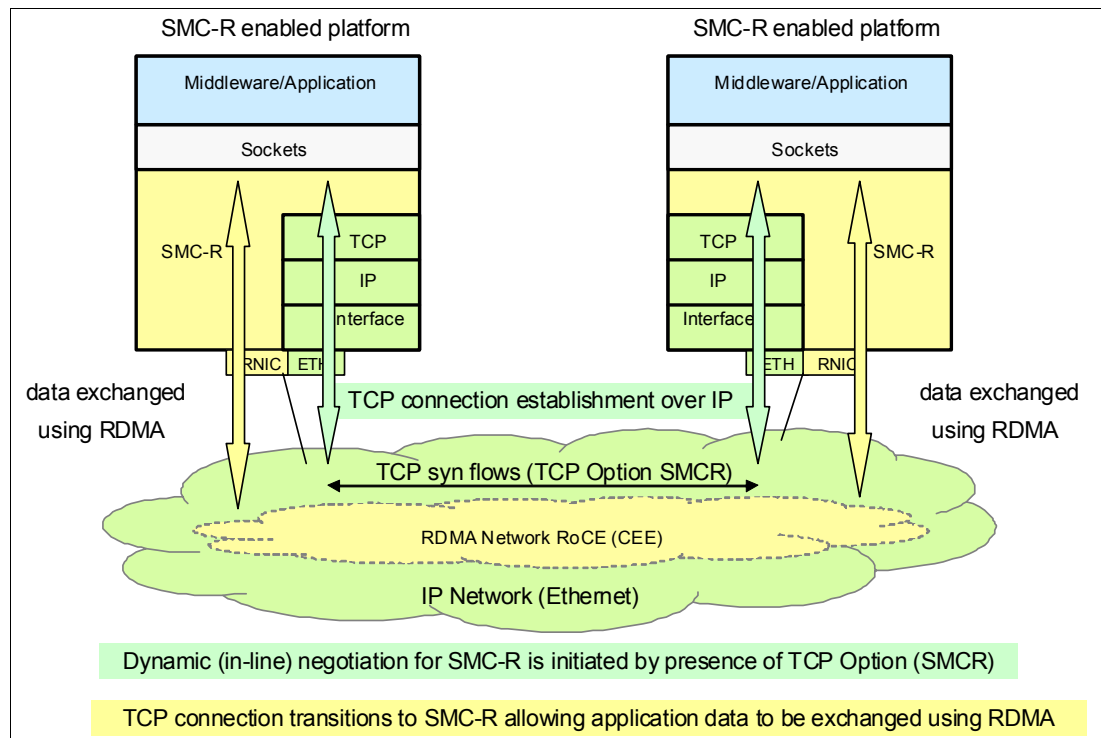 SMC-R enabled platform
SMC-R enabled platform
Middleware/Application
Middleware/Application
Sockets
Sockets
TCP
TCP
SMC-R
SMC-R
IP
IP
nterface
Interface
RNIC
ETH
ETH
RNIC
data exchanged
using RDMA
TCP connection establishment over IP
data exchanged
using RDMA
TCP syn flows (TCP Option SMCR)
RDMA Network RoCE (CEE)
IP Network (Ethernet)
Dynamic (in-line) negotiation for SMC-R is initiated by presence of TCP Option (SMCR)
TCP connection transitions to SMC-R allowing application data to be exchanged using RDMA